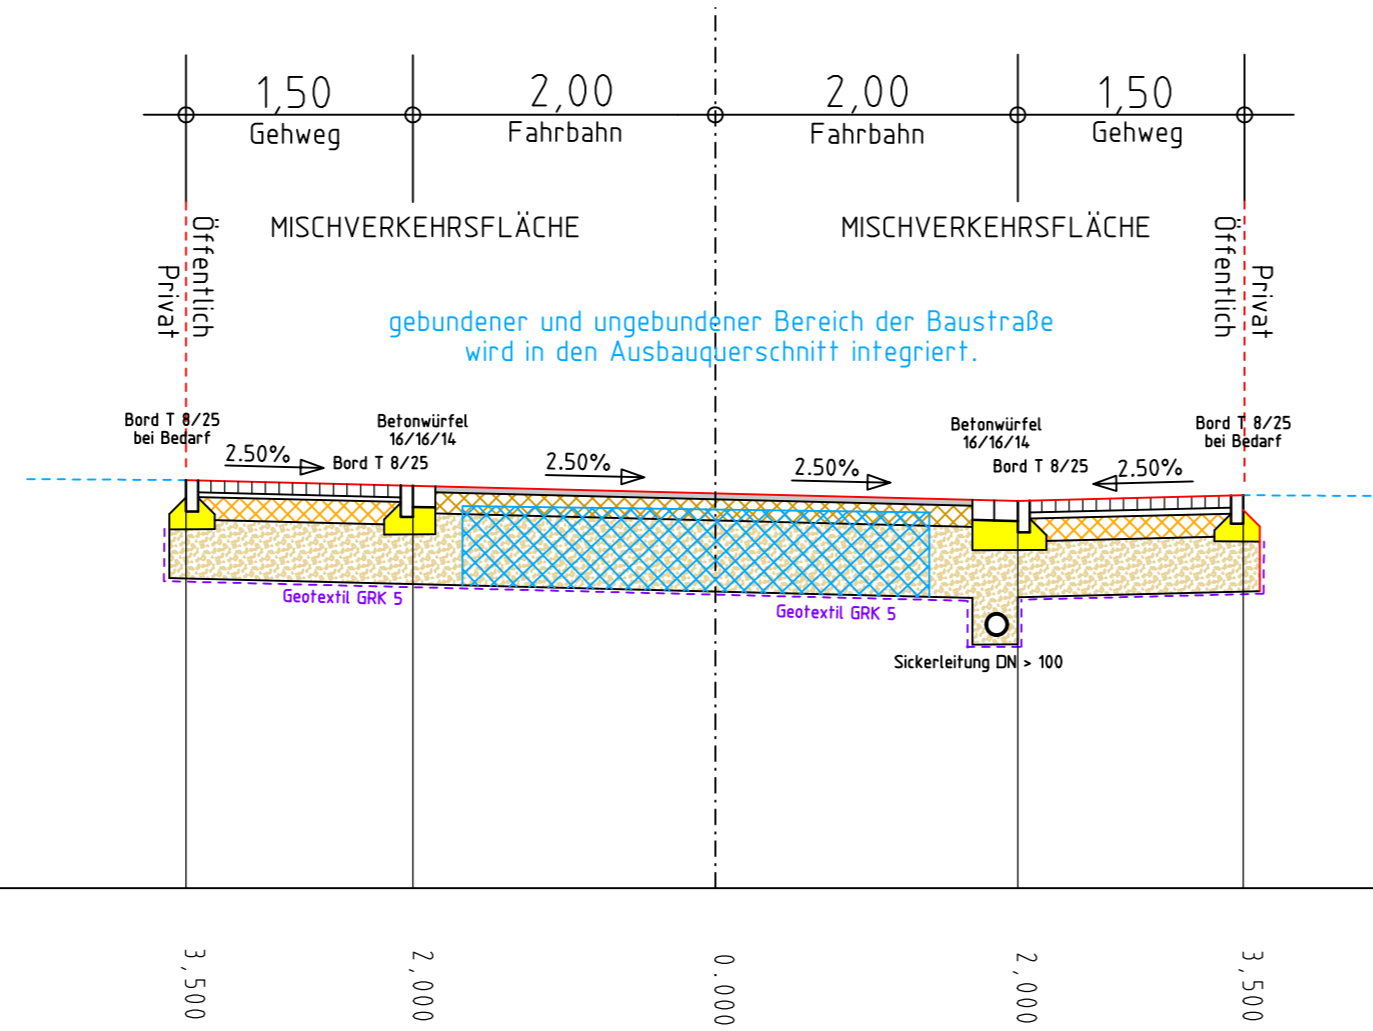 1,50
2,00
2,00
1,50
Gehweg
Fahrbahn
Fahrbahn
Gehweg
MISCHVERKEHRSFLÄCHE
MISCHVERKEHRSFLÄCHE
Privat
Öffentlich
Öffentlich
Privat
gebundener und ungebundener Bereich der Baustraße
wird in den Ausbauquerschnitt integriert.
Bord T 8/25
bei Bedarf
Betonwürfel
16/16/14
Bord T 8/25
Betonwürfel
16/16/14
Bord T 8/25
Bord T 8/25
bei Bedarf
2.50%
2.50%
2.50%
2.50%
Geotextil GRK 5
Geotextil GRK 5
Sickerleitung DN > 100
3,500
2,000
0.000
2,000
3,500